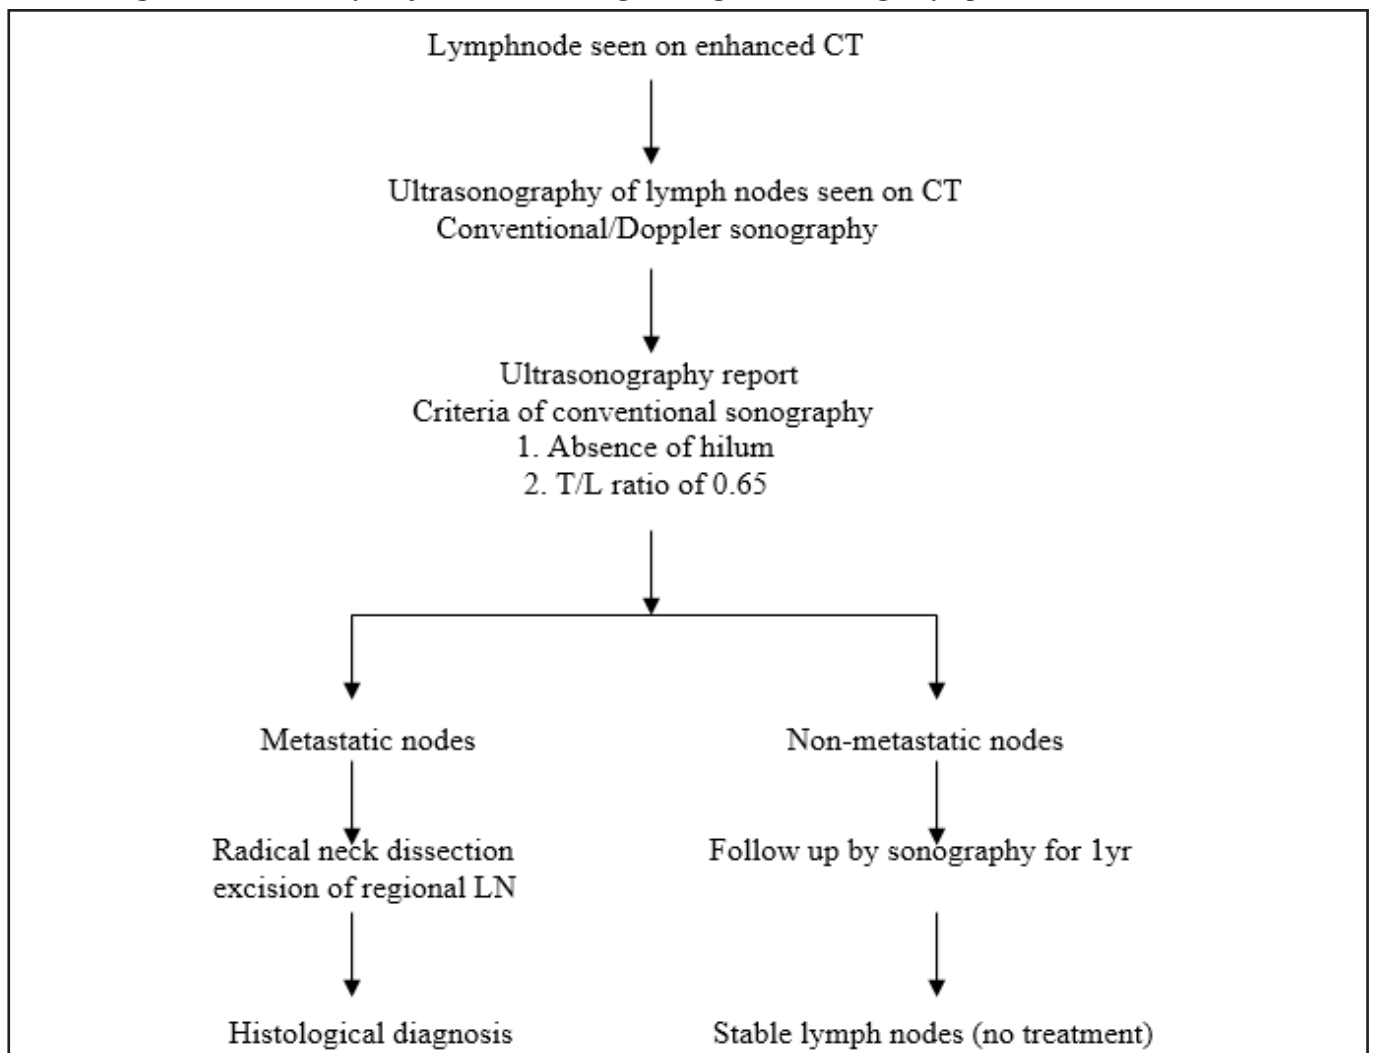 Lymphnode seen on enhanced CT
Ultrasonography of lymph nodes seen on CT
Conventional/Doppler sonography
Ultrasonography report
Criteria of conventional sonography
1. Absence of hilum
2. T/L ratio of 0.65
Metastatic nodes
Non-metastatic nodes
Radical neck dissection
excision of regional LN
Follow up by sonography for 1yr
Histological diagnosis
Stable lymph nodes (no treatment)